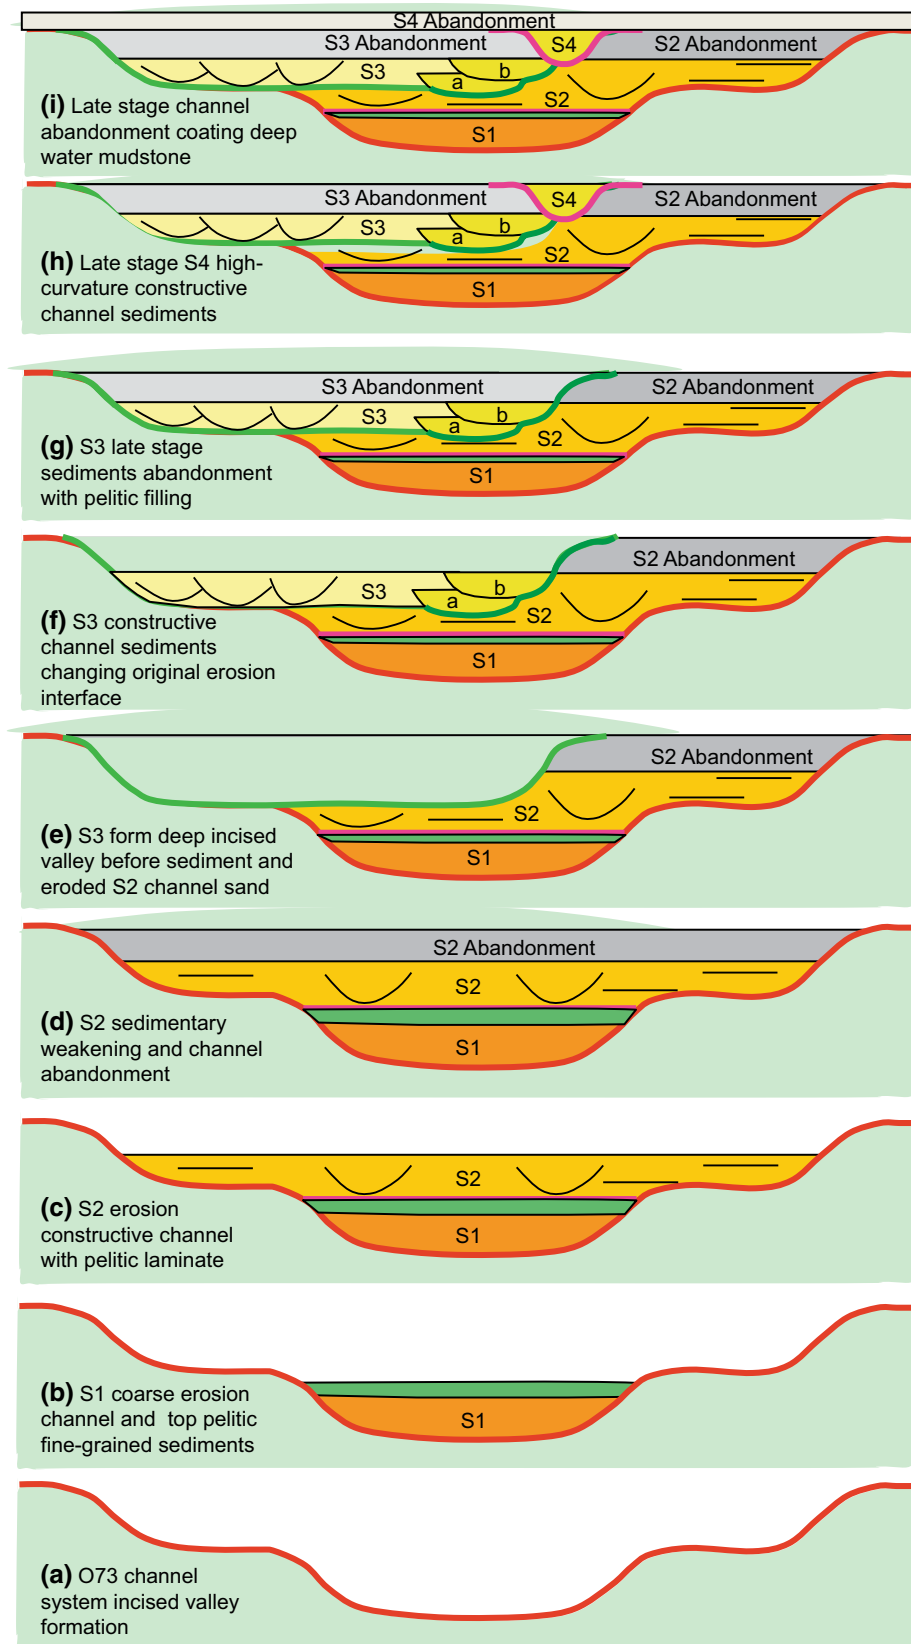 S4 Abandonment
S3 Abandonment
S4
S2 Abandonment
S3
b
a
S2
S1
(i) Late stage channel
abandonment coating deep
water mudstone
S3 Abandonment
S4
S2 Abandonment
S3
b
a
S2
S1
(h) Late stage S4 high-
curvature constructive
channel sediments
S3 Abandonment
S2 Abandonment
S3
b
a
S2
S1
(g) S3 late stage
sediments abandonment
with pelitic filling
S2 Abandonment
S3
b
a
S2
S1
(f) S3 constructive
channel sediments
changing original erosion
interface
S2 Abandonment
S2
S1
(e) S3 form deep incised
valley before sediment and
eroded S2 channel sand
S2 Abandonment
S2
S1
(d) S2 sedimentary
weakening and channel
abandonment
S2
S1
(c) S2 erosion
constructive channel
with pelitic laminate
S1
(b) S1 coarse erosion
channel and top pelitic
fine-grained sediments
(a) O73 channel
system incised valley
formation